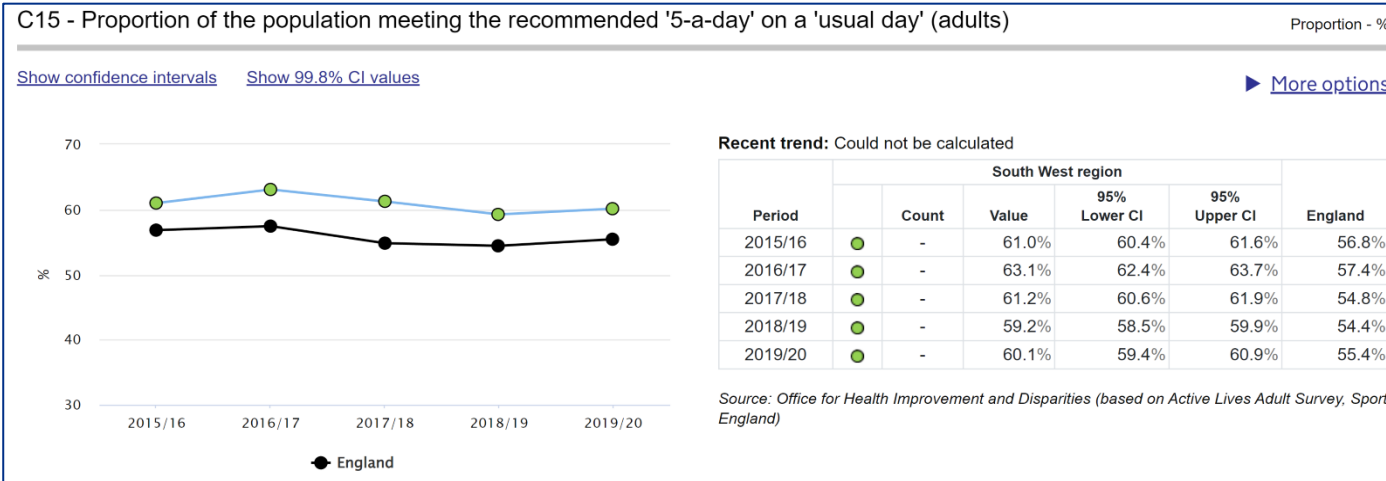 C15 - Proportion of the population meeting the recommended '5-a-day' on a 'usual day' (adults)
Proportion - %
Show confidence intervals Show 99.8% CI values
More options
70
60
50
40
30
%
2015/16 2016/17 2017/18 2018/19 2019/20
England
Recent trend: Could not be calculated
South West region
Period Count Value 95% Lower CI 95% Upper CI England
2015/16 - 61.0% 60.4% 61.6% 56.8%
2016/17 - 63.1% 62.4% 63.7% 57.4%
2017/18 - 61.2% 60.6% 61.9% 54.8%
2018/19 - 59.2% 58.5% 59.9% 54.4%
2019/20 - 60.1% 59.4% 60.9% 55.4%
Source: Office for Health Improvement and Disparities (based on Active Lives Adult Survey, Sport
England)